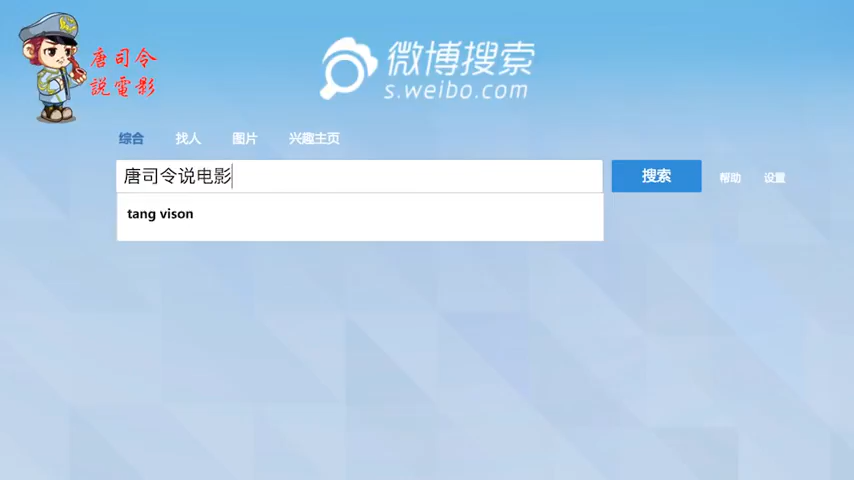 唐司令
說電影
微博搜索
s.weibo.com
综合 找人 图片 兴趣主页
唐司令说电影
搜索 帮助 设置
tang vison